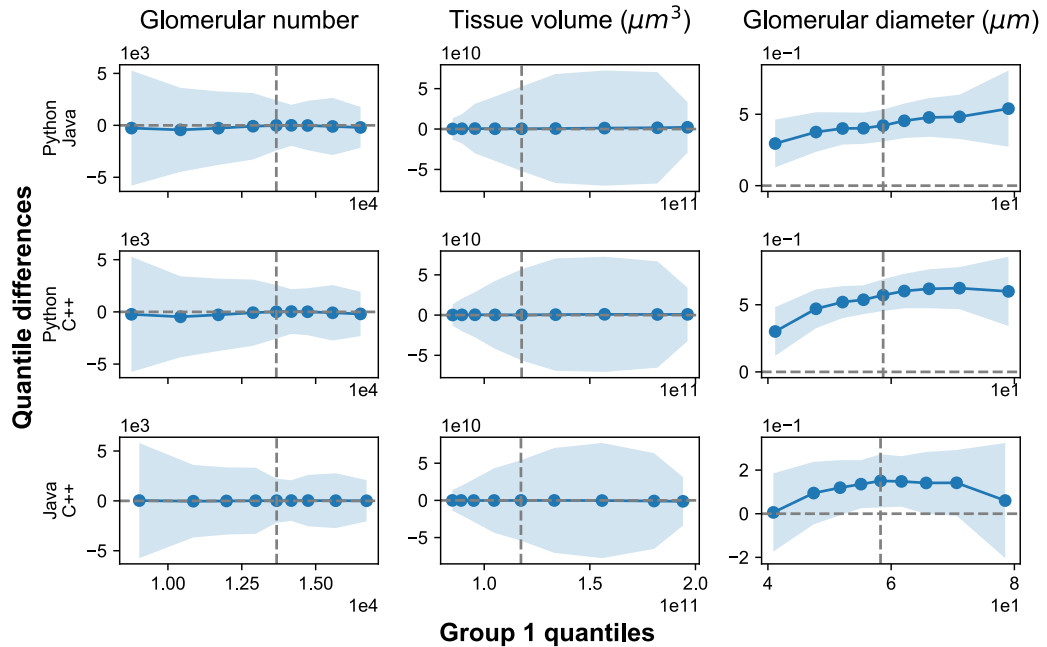 Glomerular number
Tissue volume (μm³)
Glomerular diameter (μm)
1e3
1e10
1e−1
Python
Java
5
0
−5
5
0
−5
5
0
1e4
1e11
1e1
1e3
1e10
1e−1
Python
C++
5
0
−5
5
0
−5
5
0
1e4
1e11
1e1
1e3
1e10
1e−1
Java
C++
5
0
−5
5
0
−5
2
0
−2
1.00 1.25 1.50
1.0 1.5 2.0
4 6 8
1e4
1e11
1e1
Quantile differences
Group 1 quantiles